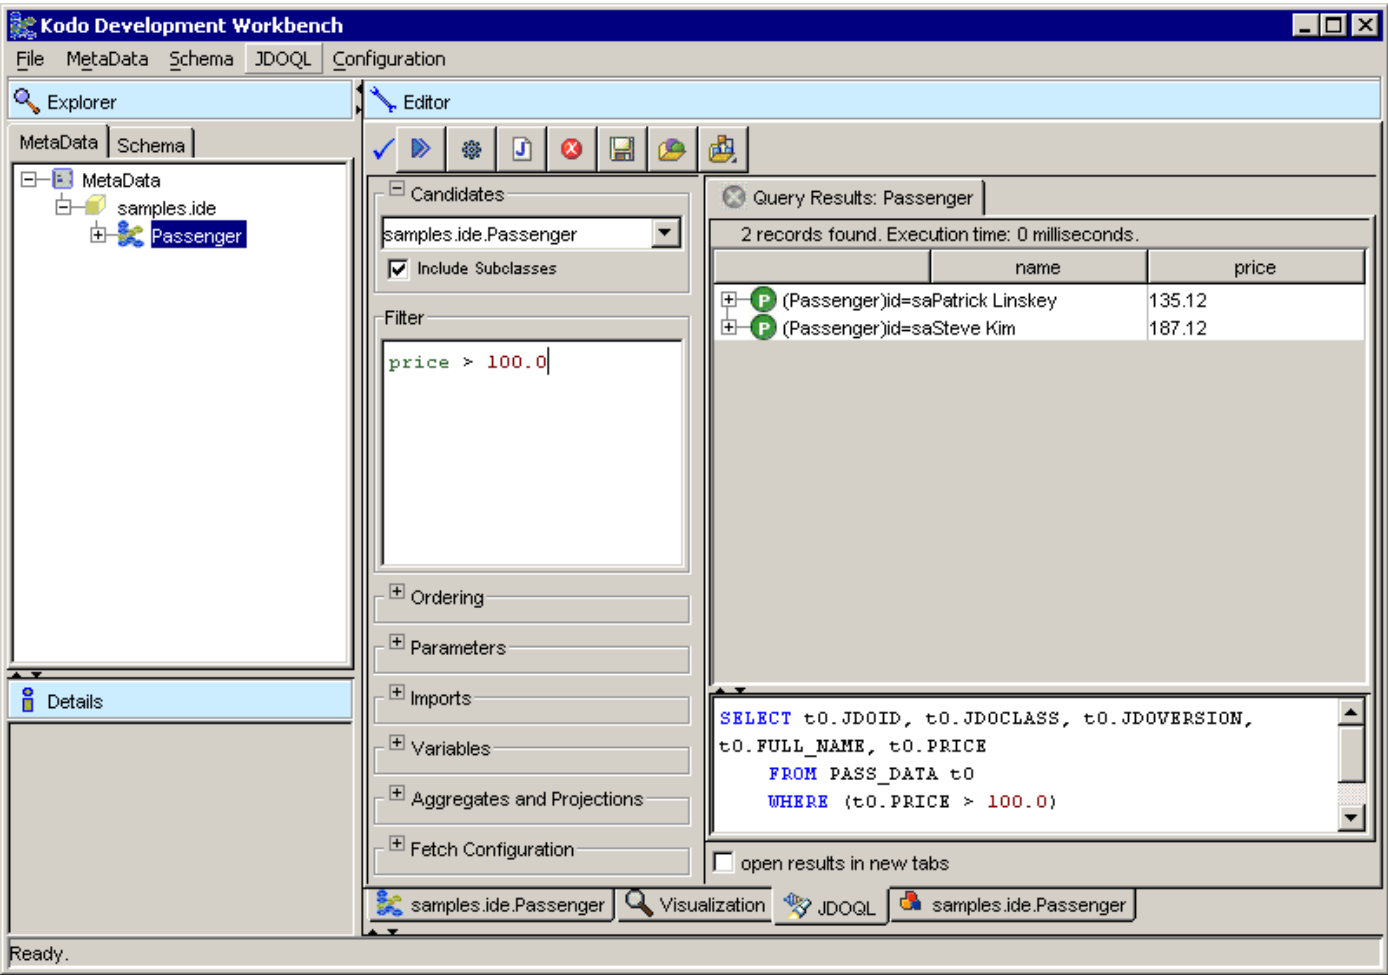 Kodo Development Workbench
File MetaData Schema JDOQL Configuration
Explorer
MetaData Schema
MetaData
samples.ide
Passenger
Details
Editor
Candidates
samples.ide.Passenger
Include Subclasses
Filter
price > 100.0
Ordering
Parameters
Imports
Variables
Aggregates and Projections
Fetch Configuration
Query Results: Passenger
2 records found. Execution time: 0 milliseconds.
name price
(Passenger)id=saPatrick Linskey 135.12
(Passenger)id=saSteve Kim 187.12
SELECT t0.JDOID, t0.JDOCLASS, t0.JDOVERSION,
t0.FULL_NAME, t0.PRICE
FROM PASS_DATA t0
WHERE (t0.PRICE > 100.0)
open results in new tabs
samples.ide.Passenger Visualization JDOQL samples.ide.Passenger
Ready.